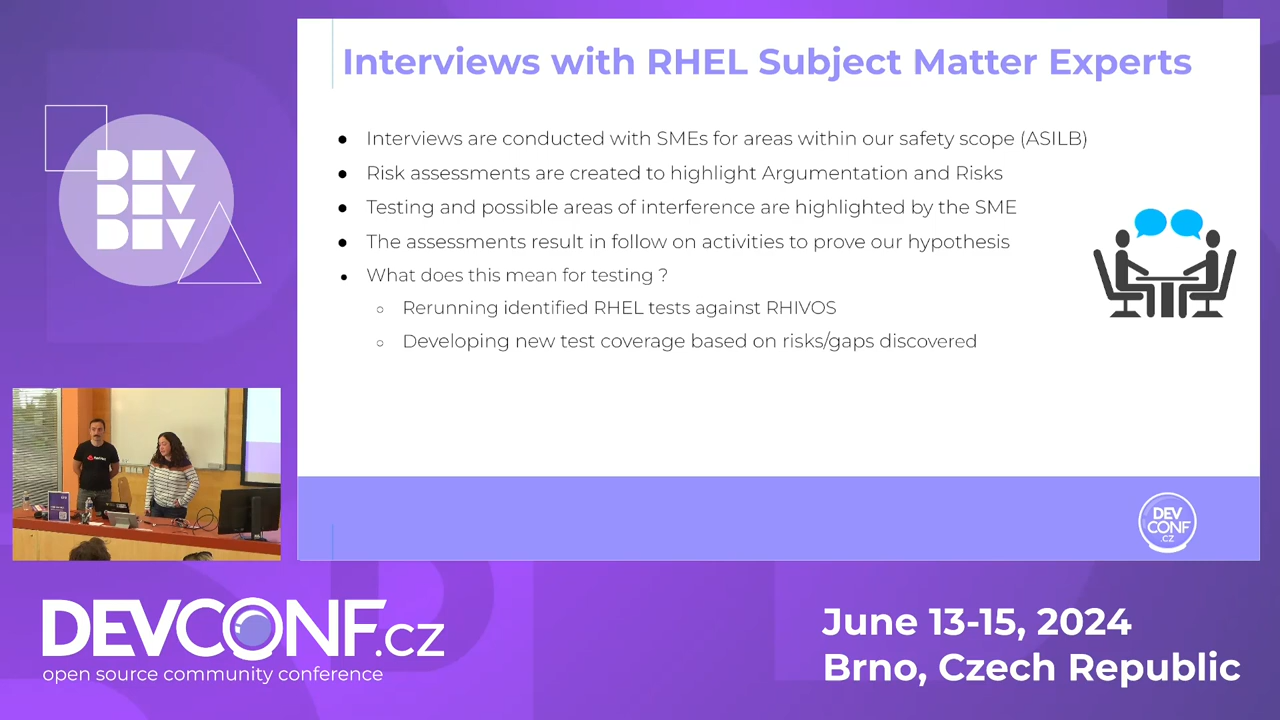 Interviews with RHEL Subject Matter Experts
Interviews are conducted with SMEs for areas within our safety scope (ASILB)
Risk assessments are created to highlight Argumentation and Risks
Testing and possible areas of interference are highlighted by the SME
The assessments result in follow on activities to prove our hypothesis
What does this mean for testing ?
Rerunning identified RHEL tests against RHIVOS
Developing new test coverage based on risks/gaps discovered
DEV
DEV
DEV
DEV
CONF
.CZ
DEVCONF.cz
open source community conference
June 13-15, 2024
Brno, Czech Republic